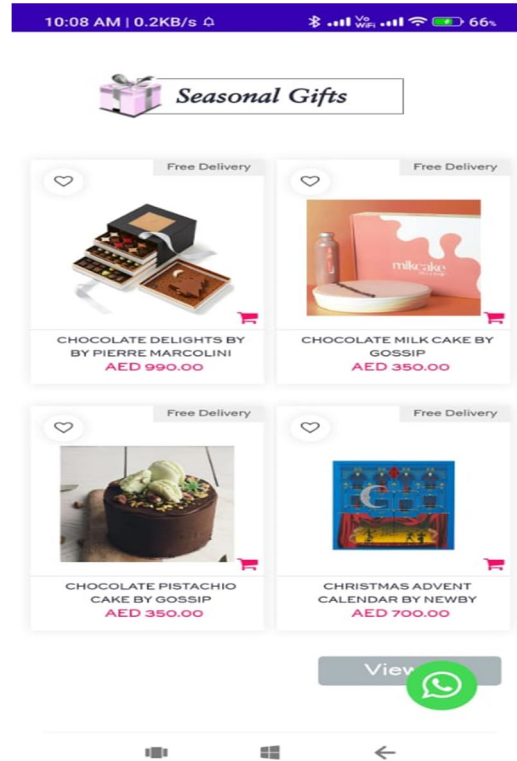 10:08 AM | 0.2KB/s
Vo WiFi 66%
Seasonal Gifts
Free Delivery
Free Delivery
milkcake
CHOCOLATE DELIGHTS BY
BY PIERRE MARCOLINI
AED 990.00
CHOCOLATE MILK CAKE BY
GOSSIP
AED 350.00
Free Delivery
Free Delivery
CHOCOLATE PISTACHIO
CAKE BY GOSSIP
AED 350.00
CHRISTMAS ADVENT
CALENDAR BY NEWBY
AED 700.00
View